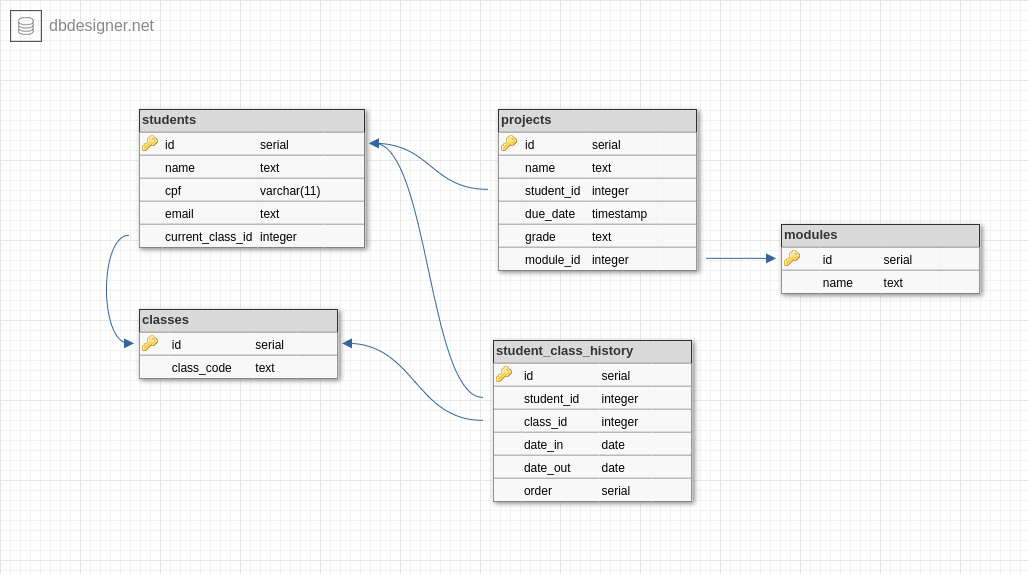 dbdesigner.net
students
id serial
name text
cpf varchar(11)
email text
current_class_id integer
classes
id serial
class_code text
projects
id serial
name text
student_id integer
due_date timestamp
grade text
module_id integer
student_class_history
id serial
student_id integer
class_id integer
date_in date
date_out date
order serial
modules
id serial
name text